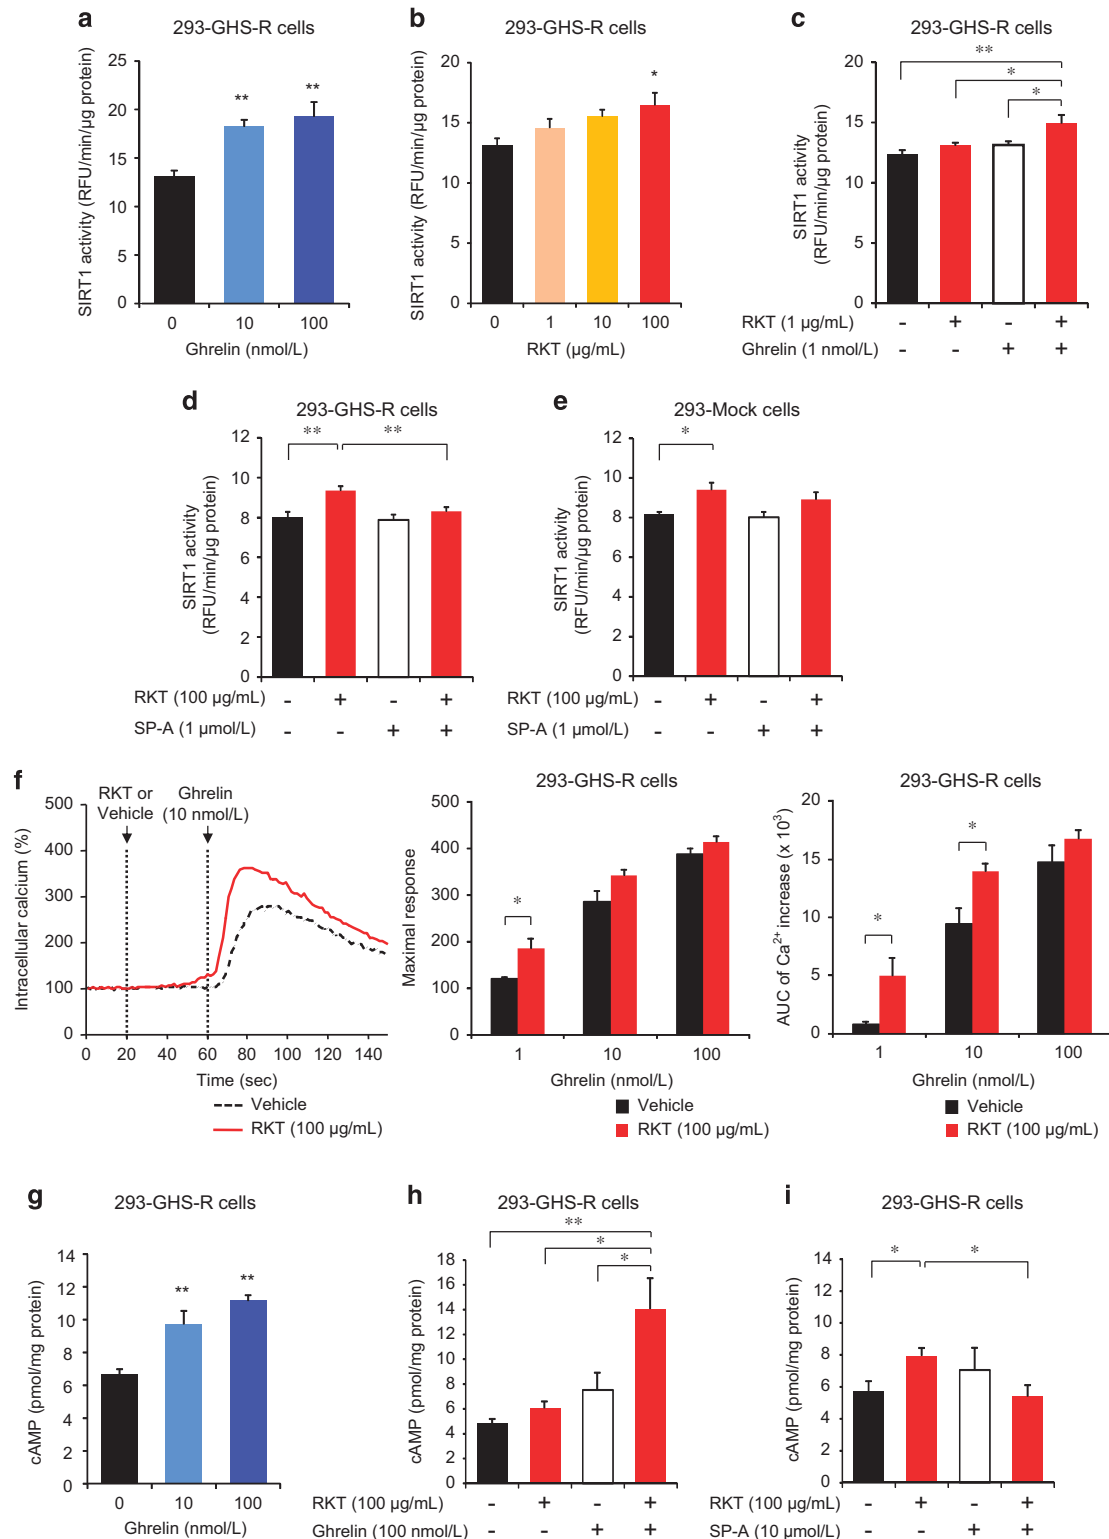 a
293-GHS-R cells
SIRT1 activity (RFU/min/µg protein)
25
20
15
10
5
0
**
**
0 10 100
Ghrelin (nmol/L)
b
293-GHS-R cells
SIRT1 activity (RFU/min/µg protein)
20
15
10
5
0
*
0 1 10 100
RKT (µg/mL)
c
293-GHS-R cells
SIRT1 activity
(RFU/min/µg protein)
20
15
10
5
0
**
*
*
RKT (1 µg/mL) - + - +
Ghrelin (1 nmol/L) - - + +
d
293-GHS-R cells
SIRT1 activity
(RFU/min/µg protein)
12
10
8
6
4
2
0
** **
RKT (100 µg/mL) - + - +
SP-A (1 µmol/L) - - + +
e
293-Mock cells
SIRT1 activity
(RFU/min/µg protein)
12
10
8
6
4
2
0
*
RKT (100 µg/mL) - + - +
SP-A (1 µmol/L) - - + +
f
RKT or
Vehicle
Ghrelin
(10 nmol/L)
Intracellular calcium (%)
500
400
300
200
100
0
0 20 40 60 80 100 120 140
Time (sec)
Vehicle
RKT (100 µg/mL)
293-GHS-R cells
Maximal response
500
400
300
200
100
0
*
1 10 100
Ghrelin (nmol/L)
Vehicle
RKT (100 µg/mL)
293-GHS-R cells
AUC of Ca2+ increase (x 10³)
20
15
10
5
0
*
*
1 10 100
Ghrelin (nmol/L)
Vehicle
RKT (100 µg/mL)
g
293-GHS-R cells
cAMP (pmol/mg protein)
14
12
10
8
6
4
2
0
**
**
0 10 100
Ghrelin (nmol/L)
h
293-GHS-R cells
cAMP (pmol/mg protein)
18
16
14
12
10
8
6
4
2
0
**
*
*
RKT (100 µg/mL) - + - +
Ghrelin (100 nmol/L) - - + +
i
293-GHS-R cells
cAMP (pmol/mg protein)
14
12
10
8
6
4
2
0
* *
RKT (100 µg/mL) - + - +
SP-A (10 µmol/L) - - + +